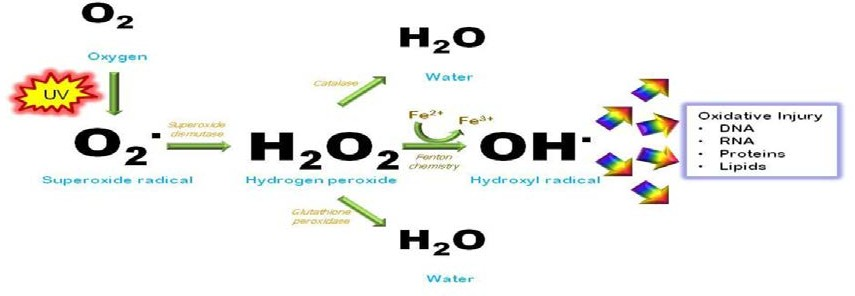 O₂
Oxygen
UV
O₂·
Superoxide radical
Superoxide
dismutase
H₂O₂
Hydrogen peroxide
Catalase
H₂O
Water
Glutathione
peroxidase
H₂O
Water
Fe²⁺
Fe³⁺
Fenton
chemistry
OH·
Hydroxyl radical
Oxidative Injury
• DNA
• RNA
• Proteins
• Lipids